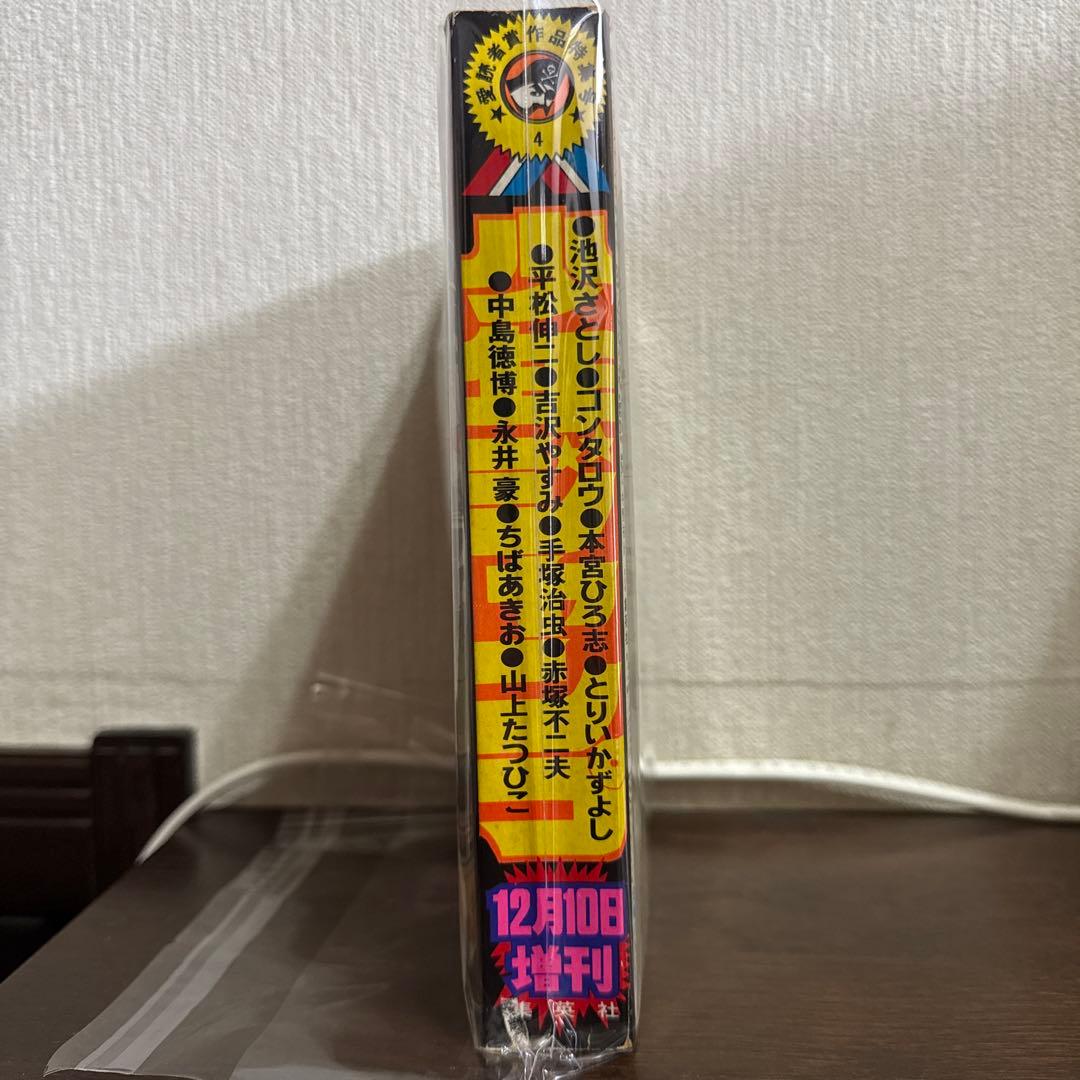 愛読者賞作品特集号
4
●池沢さとし●コンタロウ●本宮ひろ志●とりいかずよし
●平松伸二●吉沢やすみ●手塚治虫●赤塚不二夫
●中島徳博●永井豪●ちばあきお●山上たつひこ
12月10日
増刊
集英社